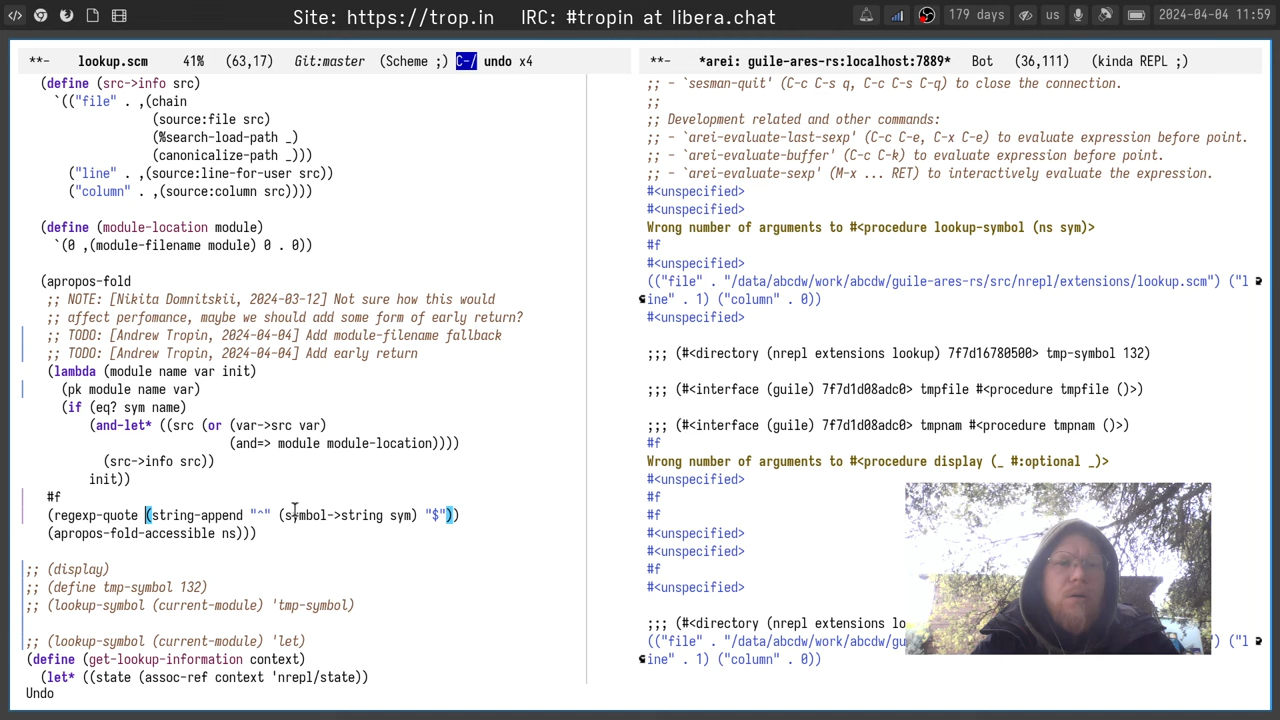 Site: https://trop.in   IRC: #tropin at libera.chat
179 days
us
2024-04-04 11:59
**-    lookup.scm     41%   (63,17)   Git:master  (Scheme ;) C-/ undo x4
(define (src->info src)
  `(("file" . ,(chain
                (source:file src)
                (%search-load-path _)
                (canonicalize-path _)))
    ("line" . ,(source:line-for-user src))
    ("column" . ,(source:column src))))
(define (module-location module)
  `(0 ,(module-filename module) 0 . 0))
(apropos-fold
 ;; NOTE: [Nikita Domnitskii, 2024-03-12] Not sure how this would
 ;; affect perfomance, maybe we should add some form of early return?
 ;; TODO: [Andrew Tropin, 2024-04-04] Add module-filename fallback
 ;; TODO: [Andrew Tropin, 2024-04-04] Add early return
 (lambda (module name var init)
   (pk module name var)
   (if (eq? sym name)
       (and-let* ((src (or (var->src var)
                           (and=> module module-location))))
         (src->info src))
       init))
 #f
 (regexp-quote (string-append "^" (symbol->string sym) "$"))
 (apropos-fold-accessible ns)))
;; (display)
;; (define tmp-symbol 132)
;; (lookup-symbol (current-module) 'tmp-symbol)
;; (lookup-symbol (current-module) 'let)
(define (get-lookup-information context)
  (let* ((state (assoc-ref context 'nrepl/state))
Undo
**-    *arei: guile-ares-rs:localhost:7889*   Bot   (36,111)   (kinda REPL ;)
;; - `sesman-quit' (C-c C-s q, C-c C-s C-q) to close the connection.
;;
;; Development related and other commands:
;; - `arei-evaluate-last-sexp' (C-c C-e, C-x C-e) to evaluate expression before point.
;; - `arei-evaluate-buffer' (C-c C-k) to evaluate expression before point.
;; - `arei-evaluate-sexp' (M-x ... RET) to interactively evaluate the expression.
#<unspecified>
#<unspecified>
Wrong number of arguments to #<procedure lookup-symbol (ns sym)>
#f
#<unspecified>
(("file" . "/data/abcdw/work/abcdw/guile-ares-rs/src/nrepl/extensions/lookup.scm") ("l
ine" . 1) ("column" . 0))
#<unspecified>
;;; (#<directory (nrepl extensions lookup) 7f7d16780500> tmp-symbol 132)
;;; (#<interface (guile) 7f7d1d08adc0> tmpfile #<procedure tmpfile ()>)
;;; (#<interface (guile) 7f7d1d08adc0> tmpnam #<procedure tmpnam ()>)
#f
Wrong number of arguments to #<procedure display (_ #:optional _)>
#<unspecified>
#f
#f
#<unspecified>
#<unspecified>
#f
#<unspecified>
;;; (#<directory (nrepl extensions lo
(("file" . "/data/abcdw/work/abcdw/gu ") ("l
ine" . 1) ("column" . 0))